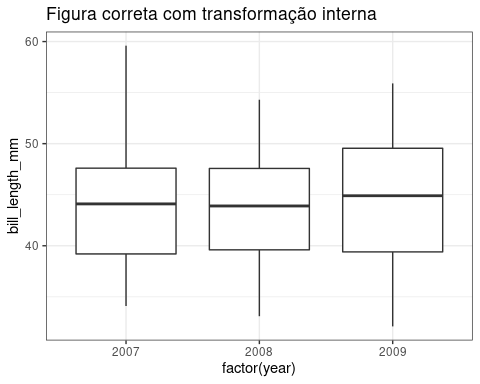 Figura correta com transformação interna
60
50
40
bill_length_mm
2007 2008 2009
factor(year)